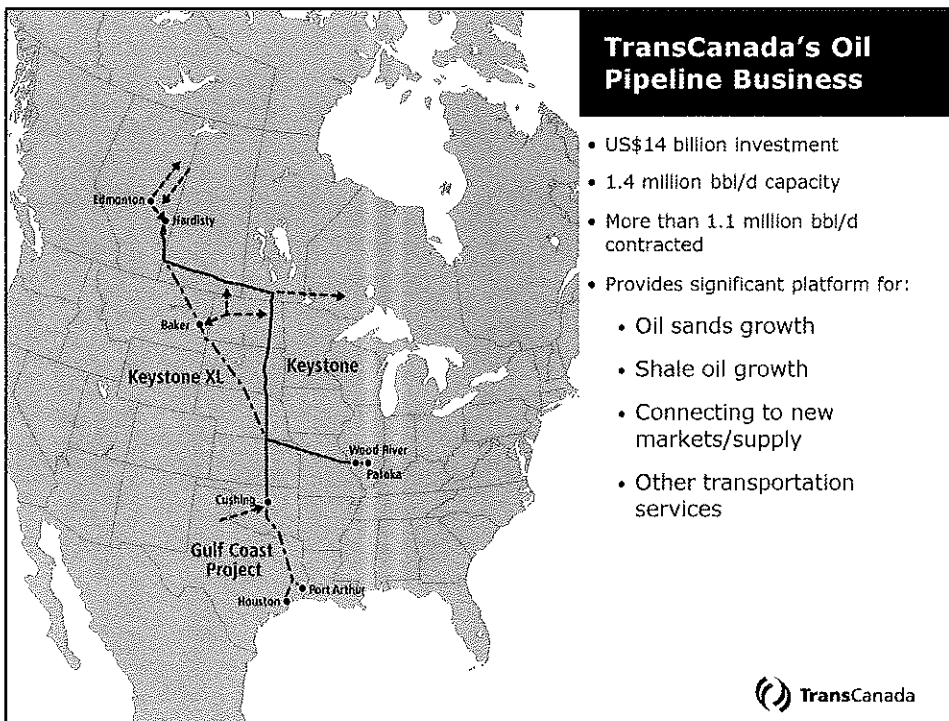 TransCanada's Oil
Pipeline Business
• US$14 billion investment
• 1.4 million bbl/d capacity
• More than 1.1 million bbl/d
contracted
• Provides significant platform for:
• Oil sands growth
• Shale oil growth
• Connecting to new
markets/supply
• Other transportation
services
Edmonton
Hardisty
Baker
Keystone XL
Keystone
Wood River
Patoka
Cushing
Gulf Coast
Project
Port Arthur
Houston
TransCanada